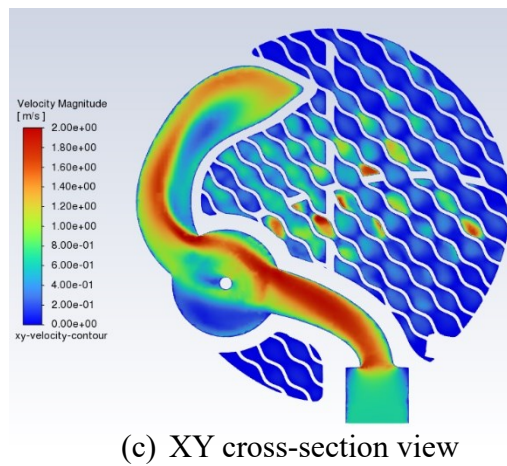 Velocity Magnitude
[ m/s ]
2.00e+00
1.80e+00
1.60e+00
1.40e+00
1.20e+00
1.00e+00
8.00e-01
6.00e-01
4.00e-01
2.00e-01
0.00e+00
xy-velocity-contour
(c) XY cross-section view